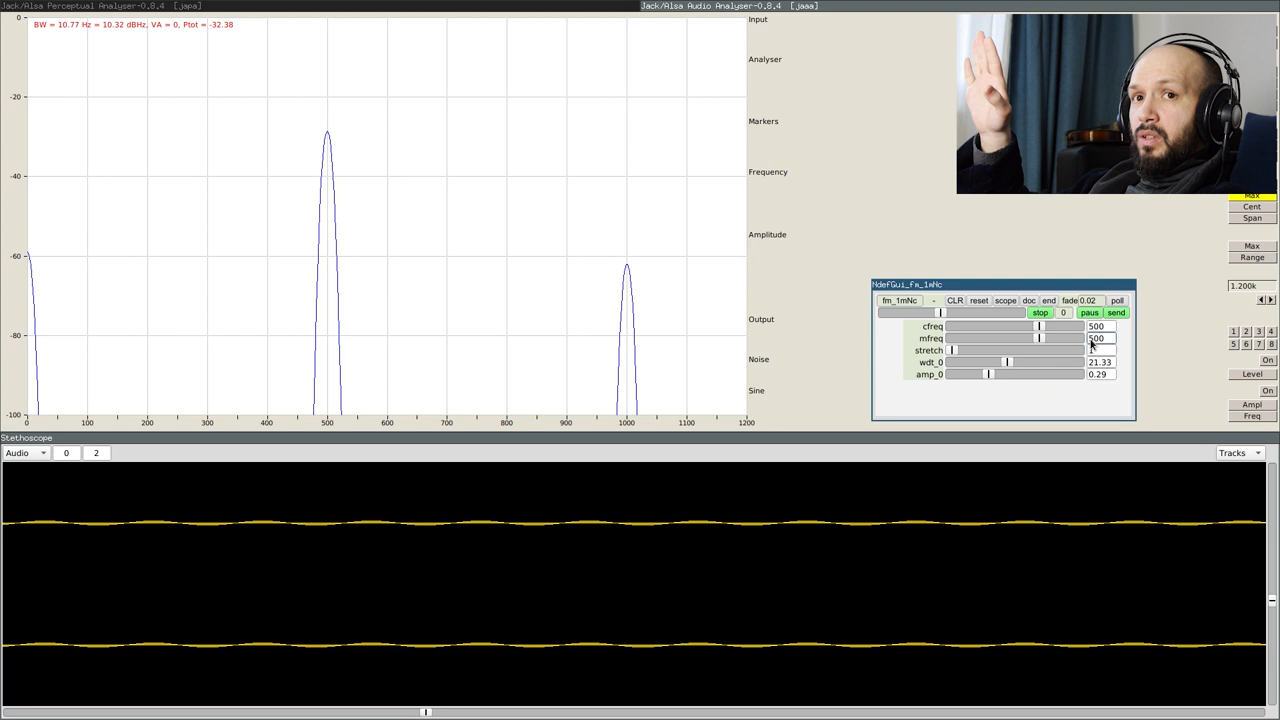 Jack/Alsa Perceptual Analyser-0.8.4 [japa]
Jack/Alsa Audio Analyser-0.8.4 [jaaa]
BW = 10.77 Hz = 10.32 dBHz, VA = 0, Ptot = -32.38
0
-20
-40
-60
-80
-100
0 100 200 300 400 500 600 700 800 900 1000 1100 1200
Input
Analyser
Markers
Frequency
Amplitude
Output
Noise
Sine
Max
Cent
Span
Max
Range
1.200k
1 2 3 4
5 6 7 8
On
Level
On
Ampl
Freq
NdefGui_fm_1mNc
fm_1mNc - CLR reset scope doc end fade 0.02 poll
stop 0 paus send
cfreq 500
mfreq 500
stretch
wdt_0 21.33
amp_0 0.29
Stethoscope
Audio 0 2 Tracks